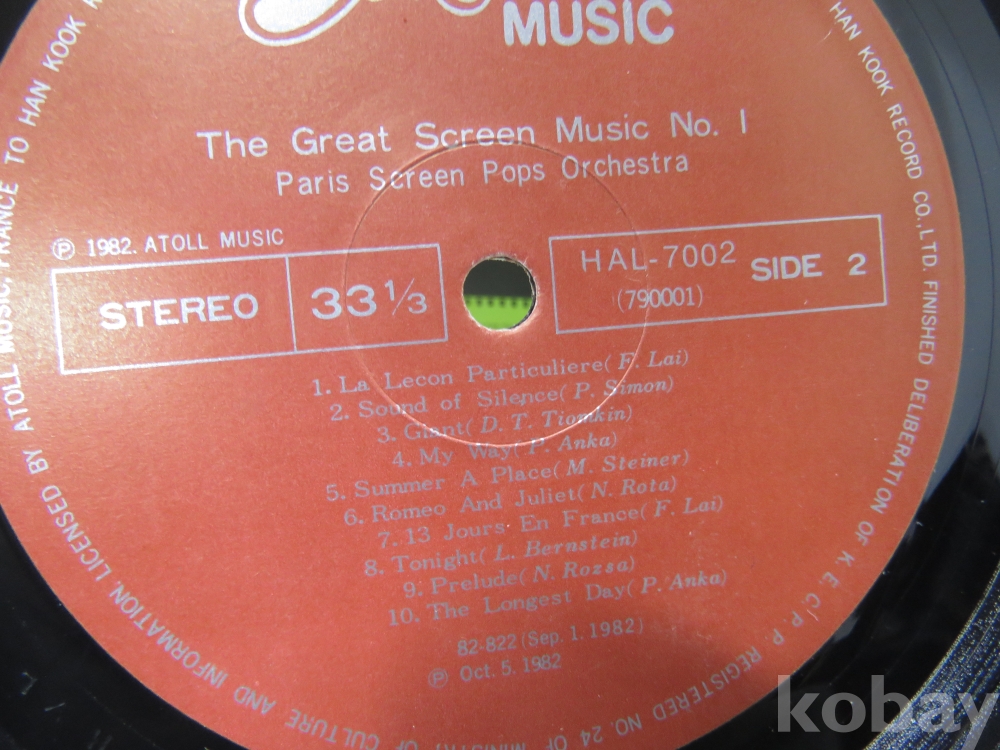 MUSIC
The Great Screen Music No. 1
Paris Screen Pops Orchestra
Ⓟ 1982. ATOLL MUSIC
STEREO 33 1/3
HAL-7002
(790001)
SIDE 2
1. La Lecon Particuliere(F. Lai)
2. Sound of Silence(P. Simon)
3. Giant(D. T. Tiomkin)
4. My Way(P. Anka)
5. Summer A Place(M. Steiner)
6. Romeo And Juliet(N. Rota)
7. 13 Jours En France(F. Lai)
8. Tonight(L. Bernstein)
9. Prelude(N. Rozsa)
10. The Longest Day(P. Anka)
82-822(Sep. 1. 1982)
Ⓟ Oct. 5. 1982
HAN KOOK RECORD CO.,LTD. FINISHED DELIBERATION OF K. E. C. P. P. REGISTERED NO. 24 OF MINISTRY OF CULTURE AND INFORMATION. LICENSED BY ATOLL MUSIC, FRANCE TO HAN KOOK
kobay